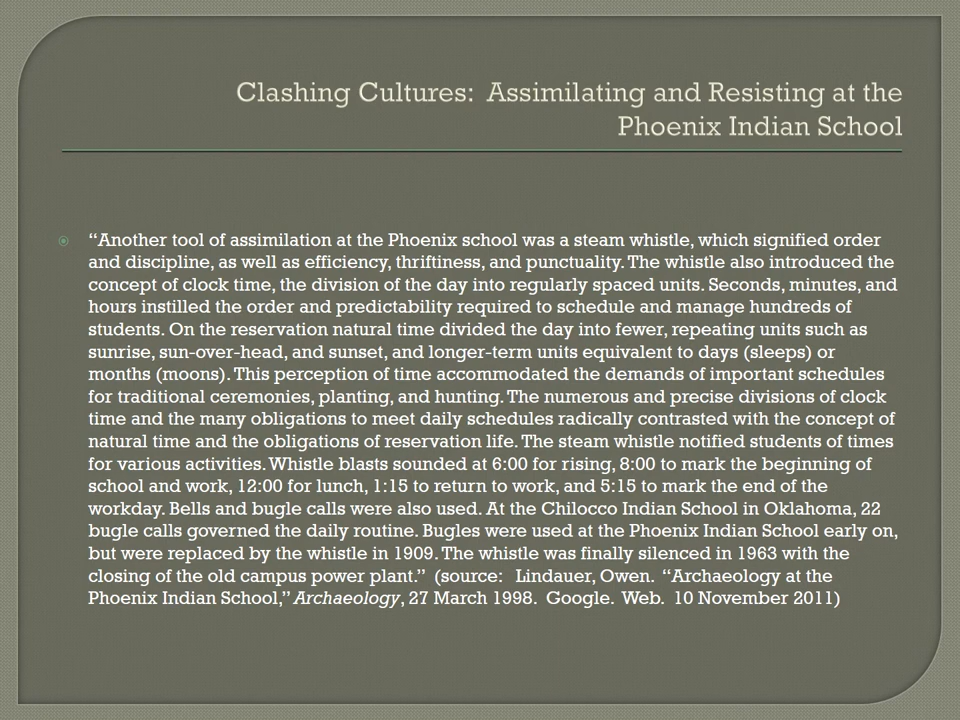 Clashing Cultures:  Assimilating and Resisting at the
Phoenix Indian School
“Another tool of assimilation at the Phoenix school was a steam whistle, which signified order
and discipline, as well as efficiency, thriftiness, and punctuality. The whistle also introduced the
concept of clock time, the division of the day into regularly spaced units. Seconds, minutes, and
hours instilled the order and predictability required to schedule and manage hundreds of
students. On the reservation natural time divided the day into fewer, repeating units such as
sunrise, sun-over-head, and sunset, and longer-term units equivalent to days (sleeps) or
months (moons). This perception of time accommodated the demands of important schedules
for traditional ceremonies, planting, and hunting. The numerous and precise divisions of clock
time and the many obligations to meet daily schedules radically contrasted with the concept of
natural time and the obligations of reservation life. The steam whistle notified students of times
for various activities. Whistle blasts sounded at 6:00 for rising, 8:00 to mark the beginning of
school and work, 12:00 for lunch, 1:15 to return to work, and 5:15 to mark the end of the
workday. Bells and bugle calls were also used. At the Chilocco Indian School in Oklahoma, 22
bugle calls governed the daily routine. Bugles were used at the Phoenix Indian School early on,
but were replaced by the whistle in 1909. The whistle was finally silenced in 1963 with the
closing of the old campus power plant.”  (source:   Lindauer, Owen.  “Archaeology at the
Phoenix Indian School,” Archaeology, 27 March 1998.  Google.  Web.  10 November 2011)